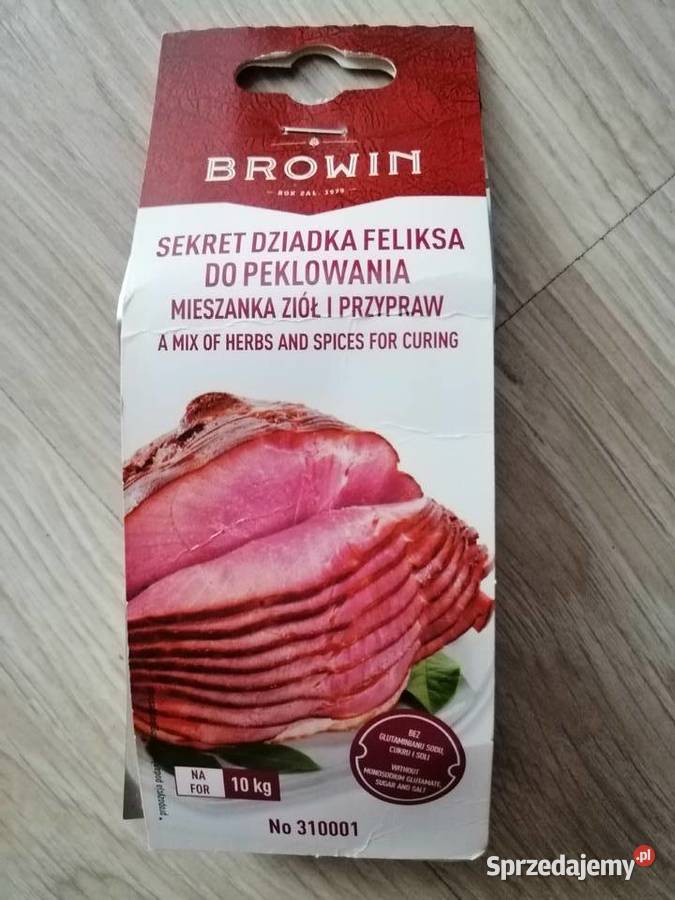 BROWIN
ROK ZAŁ. 1979
SEKRET DZIADKA FELIKSA
DO PEKLOWANIA
MIESZANKA ZIÓŁ I PRZYPRAW
A MIX OF HERBS AND SPICES FOR CURING
BEZ
GLUTAMINIANU SODU,
CUKRU I SOLI
WITHOUT
MONOSODIUM GLUTAMATE,
SUGAR AND SALT
NA
FOR
10 kg
No 310001
Sprzedajemy.pl